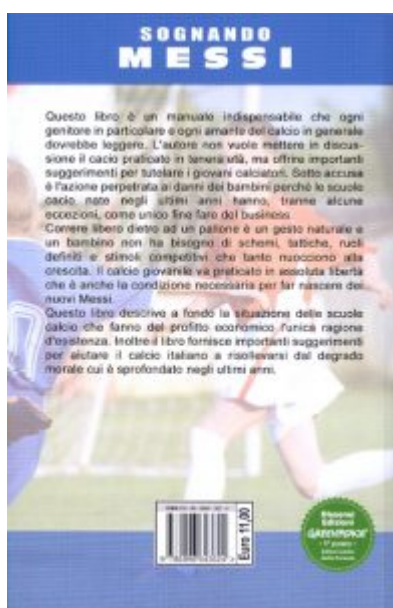 SOGNANDO
MESSI
Questo libro è un manuale indispensabile che ogni
genitore in particolare e ogni amante del calcio in generale
dovrebbe leggere. L'autore non vuole mettere in discus-
sione il cacio praticato in tenera età, ma offrire importanti
suggerimenti per tutelare i giovani calciatori. Sotto accusa
è l'azione perpetrata ai danni dei bambini perché le scuole
cacio nate negli ultimi anni hanno, tranne alcune
eccezioni, come unico fine fare del business.
Correre libero dietro ad un pallone è un gesto naturale e
un bambino non ha bisogno di schemi, tattiche, ruoli
definiti e stimoli competitivi che tanto nuocciono alla
crescita. Il calcio giovanile va praticato in assoluta libertà
che è anche la condizione necessaria per far nascere dei
nuovi Messi.
Questo libro descrive a fondo la situazione delle scuole
calcio che fanno del profitto economico l'unica ragione
d'esistenza. Inoltre il libro fornisce importanti suggerimenti
per aiutare il calcio italiano a risollevarsi dal degrado
morale cui è sprofondato negli ultimi anni.
Euro 11,00
Edizioni
GREENPEACE